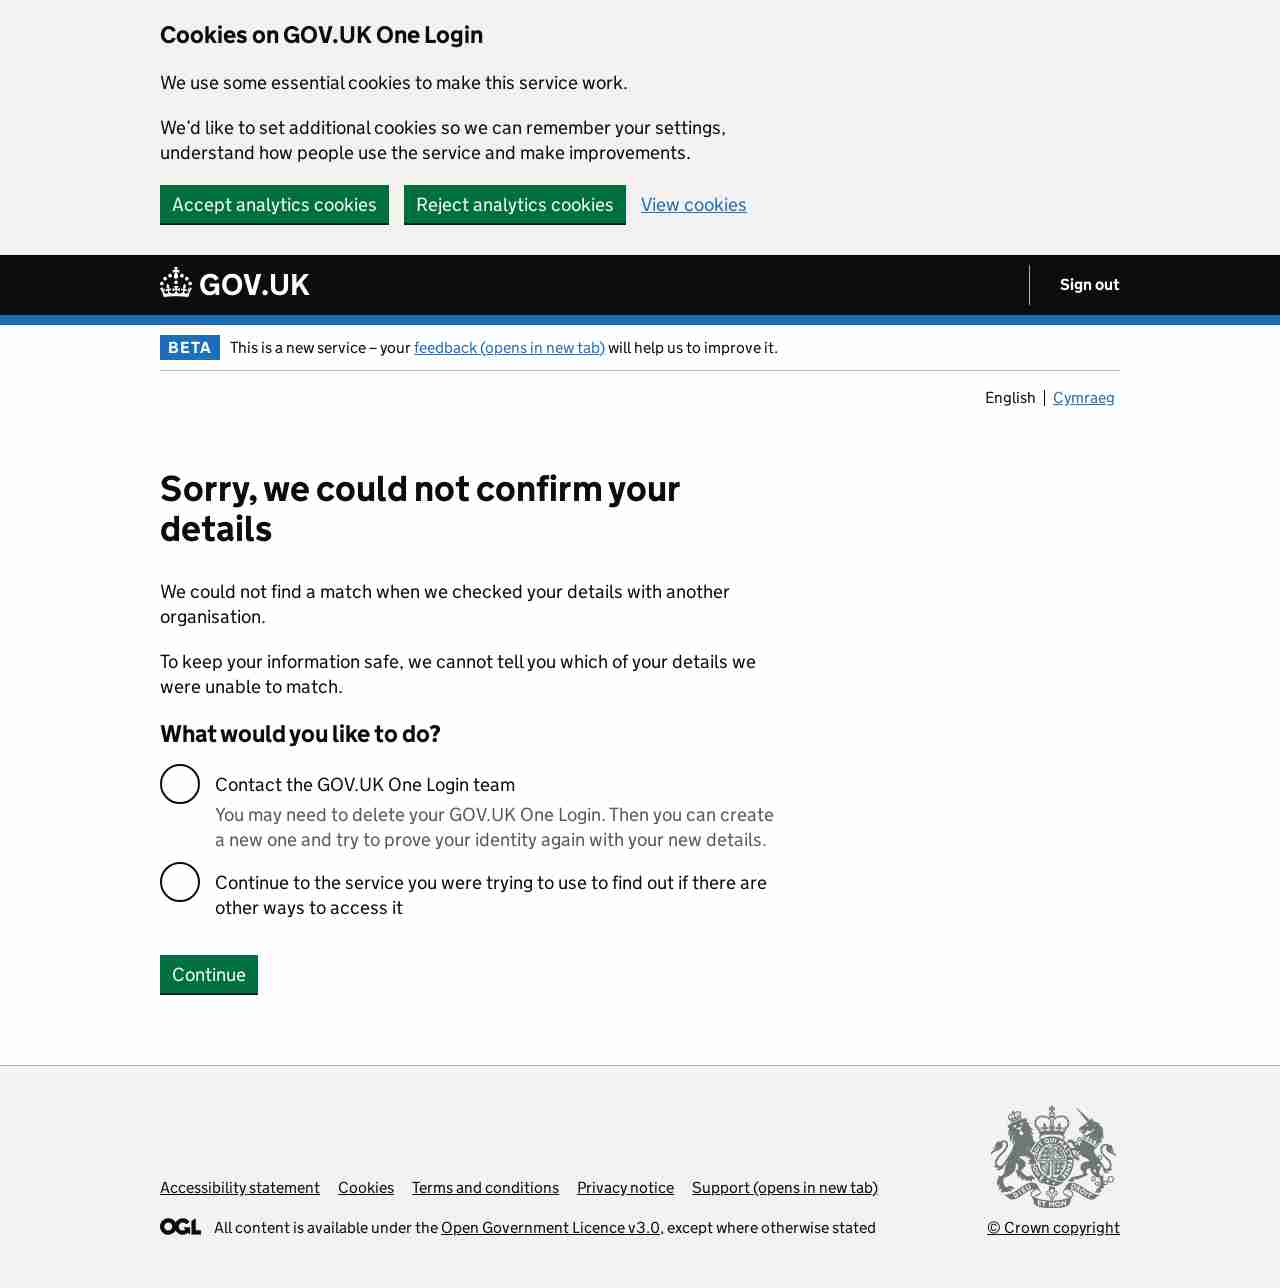 Cookies on GOV.UK One Login
We use some essential cookies to make this service work.
We’d like to set additional cookies so we can remember your settings,
understand how people use the service and make improvements.
Accept analytics cookies Reject analytics cookies View cookies
GOV.UK Sign out
BETA This is a new service – your feedback (opens in new tab) will help us to improve it.
English Cymraeg
Sorry, we could not confirm your
details
We could not find a match when we checked your details with another
organisation.
To keep your information safe, we cannot tell you which of your details we
were unable to match.
What would you like to do?
Contact the GOV.UK One Login team
You may need to delete your GOV.UK One Login. Then you can create
a new one and try to prove your identity again with your new details.
Continue to the service you were trying to use to find out if there are
other ways to access it
Continue
Accessibility statement Cookies Terms and conditions Privacy notice Support (opens in new tab)
OGL All content is available under the Open Government Licence v3.0, except where otherwise stated
© Crown copyright